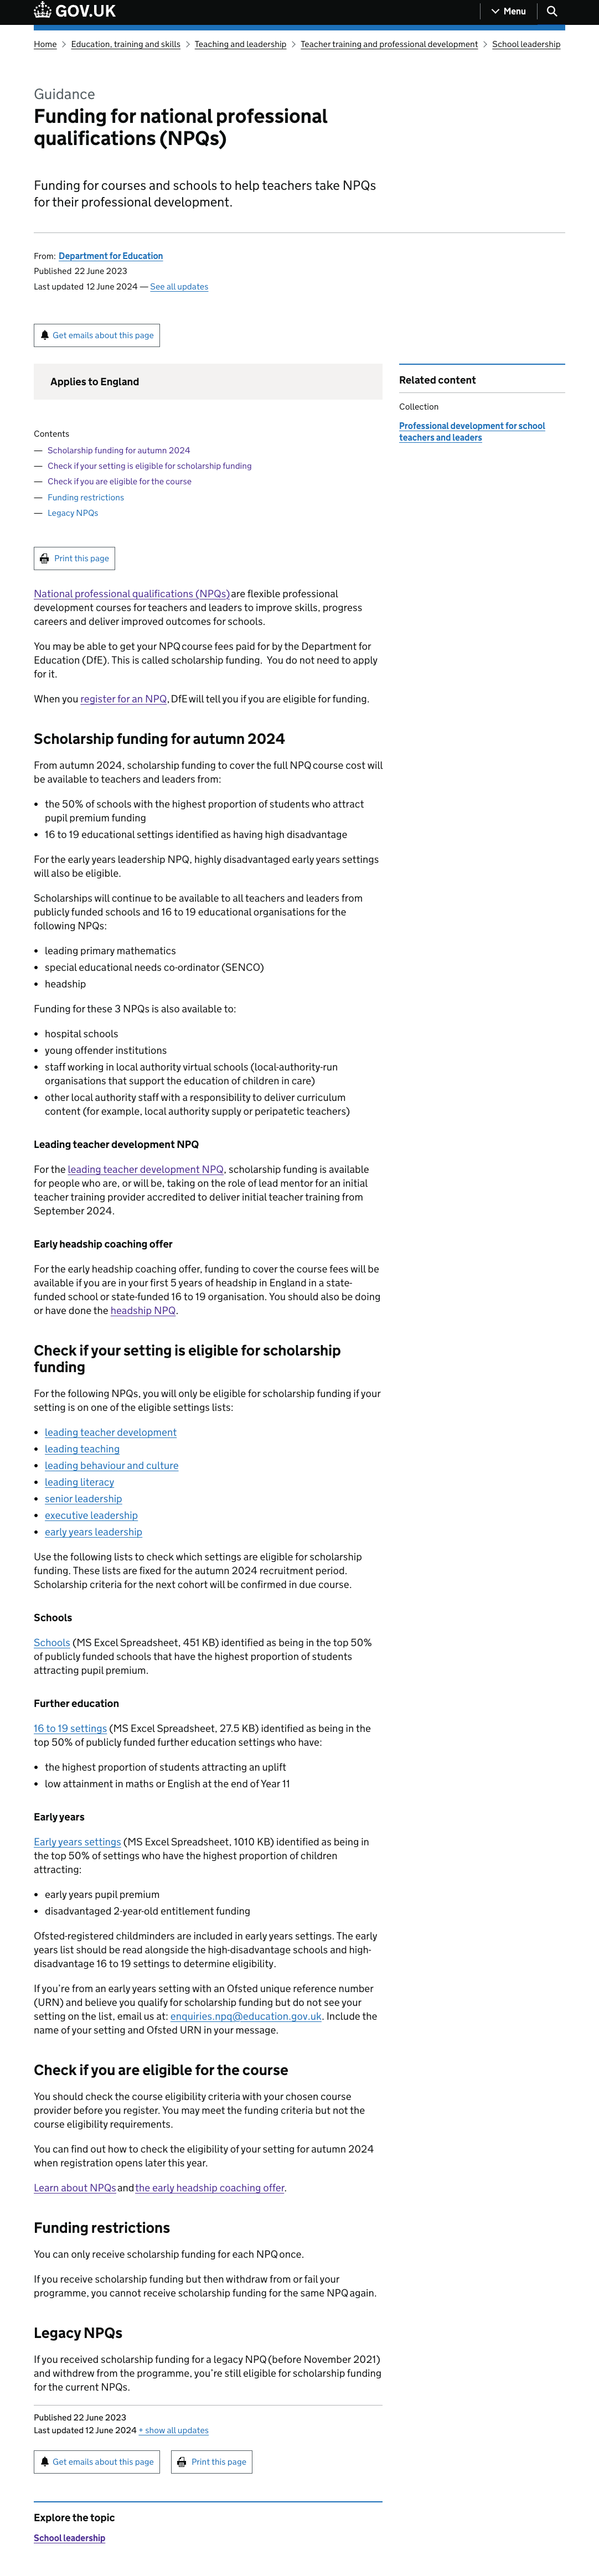 GOV.UK
Menu
Home > Education, training and skills > Teaching and leadership > Teacher training and professional development > School leadership
Guidance
Funding for national professional
qualifications (NPQs)
Funding for courses and schools to help teachers take NPQs
for their professional development.
From: Department for Education
Published 22 June 2023
Last updated 12 June 2024 — See all updates
Get emails about this page
Applies to England
Related content
Collection
Professional development for school
teachers and leaders
Contents
— Scholarship funding for autumn 2024
— Check if your setting is eligible for scholarship funding
— Check if you are eligible for the course
— Funding restrictions
— Legacy NPQs
Print this page
National professional qualifications (NPQs) are flexible professional
development courses for teachers and leaders to improve skills, progress
careers and deliver improved outcomes for schools.
You may be able to get your NPQ course fees paid for by the Department for
Education (DfE). This is called scholarship funding. You do not need to apply
for it.
When you register for an NPQ, DfE will tell you if you are eligible for funding.
Scholarship funding for autumn 2024
From autumn 2024, scholarship funding to cover the full NPQ course cost will
be available to teachers and leaders from:
• the 50% of schools with the highest proportion of students who attract
pupil premium funding
• 16 to 19 educational settings identified as having high disadvantage
For the early years leadership NPQ, highly disadvantaged early years settings
will also be eligible.
Scholarships will continue to be available to all teachers and leaders from
publicly funded schools and 16 to 19 educational organisations for the
following NPQs:
• leading primary mathematics
• special educational needs co-ordinator (SENCO)
• headship
Funding for these 3 NPQs is also available to:
• hospital schools
• young offender institutions
• staff working in local authority virtual schools (local-authority-run
organisations that support the education of children in care)
• other local authority staff with a responsibility to deliver curriculum
content (for example, local authority supply or peripatetic teachers)
Leading teacher development NPQ
For the leading teacher development NPQ, scholarship funding is available
for people who are, or will be, taking on the role of lead mentor for an initial
teacher training provider accredited to deliver initial teacher training from
September 2024.
Early headship coaching offer
For the early headship coaching offer, funding to cover the course fees will be
available if you are in your first 5 years of headship in England in a state-
funded school or state-funded 16 to 19 organisation. You should also be doing
or have done the headship NPQ.
Check if your setting is eligible for scholarship
funding
For the following NPQs, you will only be eligible for scholarship funding if your
setting is on one of the eligible settings lists:
• leading teacher development
• leading teaching
• leading behaviour and culture
• leading literacy
• senior leadership
• executive leadership
• early years leadership
Use the following lists to check which settings are eligible for scholarship
funding. These lists are fixed for the autumn 2024 recruitment period.
Scholarship criteria for the next cohort will be confirmed in due course.
Schools
Schools (MS Excel Spreadsheet, 451 KB) identified as being in the top 50%
of publicly funded schools that have the highest proportion of students
attracting pupil premium.
Further education
16 to 19 settings (MS Excel Spreadsheet, 27.5 KB) identified as being in the
top 50% of publicly funded further education settings who have:
• the highest proportion of students attracting an uplift
• low attainment in maths or English at the end of Year 11
Early years
Early years settings (MS Excel Spreadsheet, 1010 KB) identified as being in
the top 50% of settings who have the highest proportion of children
attracting:
• early years pupil premium
• disadvantaged 2-year-old entitlement funding
Ofsted-registered childminders are included in early years settings. The early
years list should be read alongside the high-disadvantage schools and high-
disadvantage 16 to 19 settings to determine eligibility.
If you’re from an early years setting with an Ofsted unique reference number
(URN) and believe you qualify for scholarship funding but do not see your
setting on the list, email us at: enquiries.npq@education.gov.uk. Include the
name of your setting and Ofsted URN in your message.
Check if you are eligible for the course
You should check the course eligibility criteria with your chosen course
provider before you register. You may meet the funding criteria but not the
course eligibility requirements.
You can find out how to check the eligibility of your setting for autumn 2024
when registration opens later this year.
Learn about NPQs and the early headship coaching offer.
Funding restrictions
You can only receive scholarship funding for each NPQ once.
If you receive scholarship funding but then withdraw from or fail your
programme, you cannot receive scholarship funding for the same NPQ again.
Legacy NPQs
If you received scholarship funding for a legacy NPQ (before November 2021)
and withdrew from the programme, you’re still eligible for scholarship funding
for the current NPQs.
Published 22 June 2023
Last updated 12 June 2024 + show all updates
Get emails about this page
Print this page
Explore the topic
School leadership